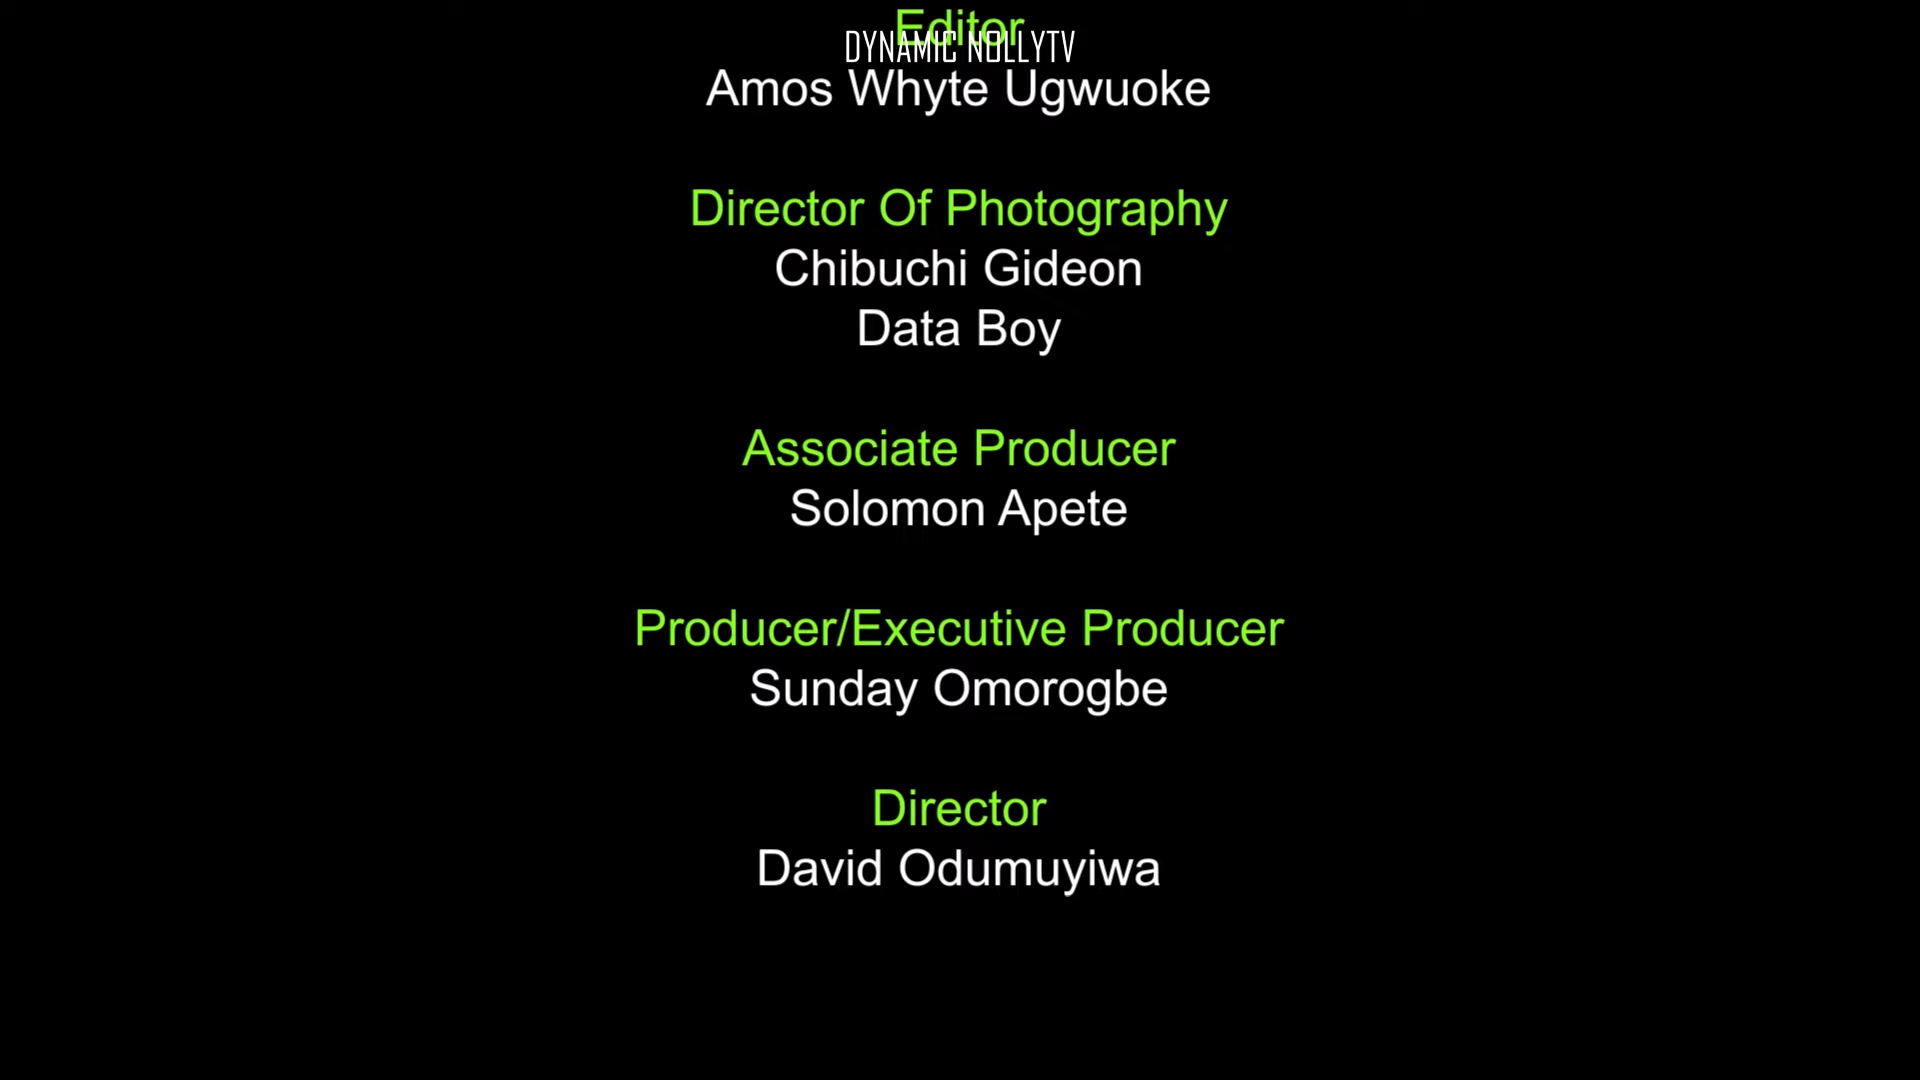 Editor
DYNAMIC NOLLYTV
Amos Whyte Ugwuoke
Director Of Photography
Chibuchi Gideon
Data Boy
Associate Producer
Solomon Apete
Producer/Executive Producer
Sunday Omorogbe
Director
David Odumuyiwa